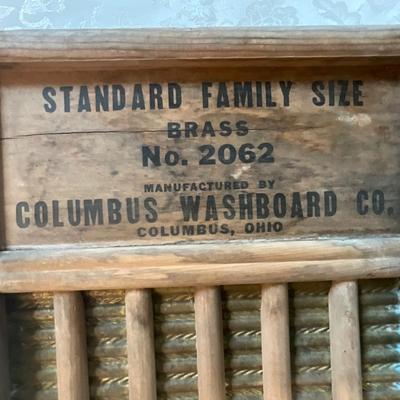 STANDARD FAMILY SIZE
BRASS
No. 2062
MANUFACTURED BY
COLUMBUS WASHBOARD CO.
COLUMBUS, OHIO